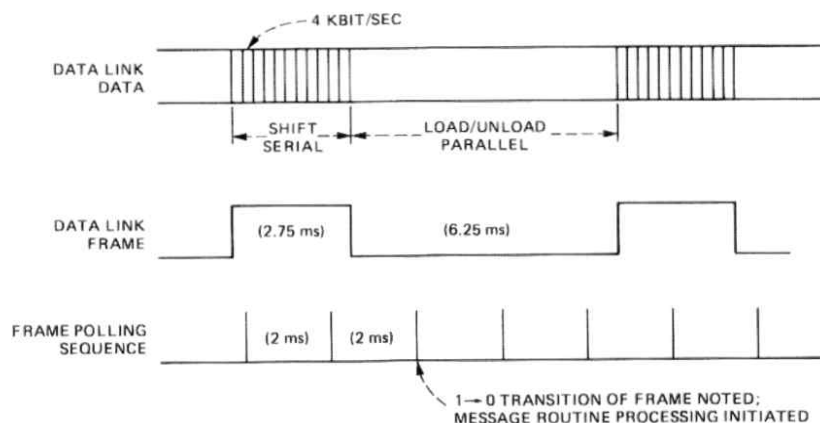 4 KBIT/SEC
DATA LINK
DATA
SHIFT
SERIAL
LOAD/UNLOAD
PARALLEL
DATA LINK
FRAME
(2.75 ms)
(6.25 ms)
FRAME POLLING
SEQUENCE
(2 ms)
(2 ms)
1→0 TRANSITION OF FRAME NOTED;
MESSAGE ROUTINE PROCESSING INITIATED